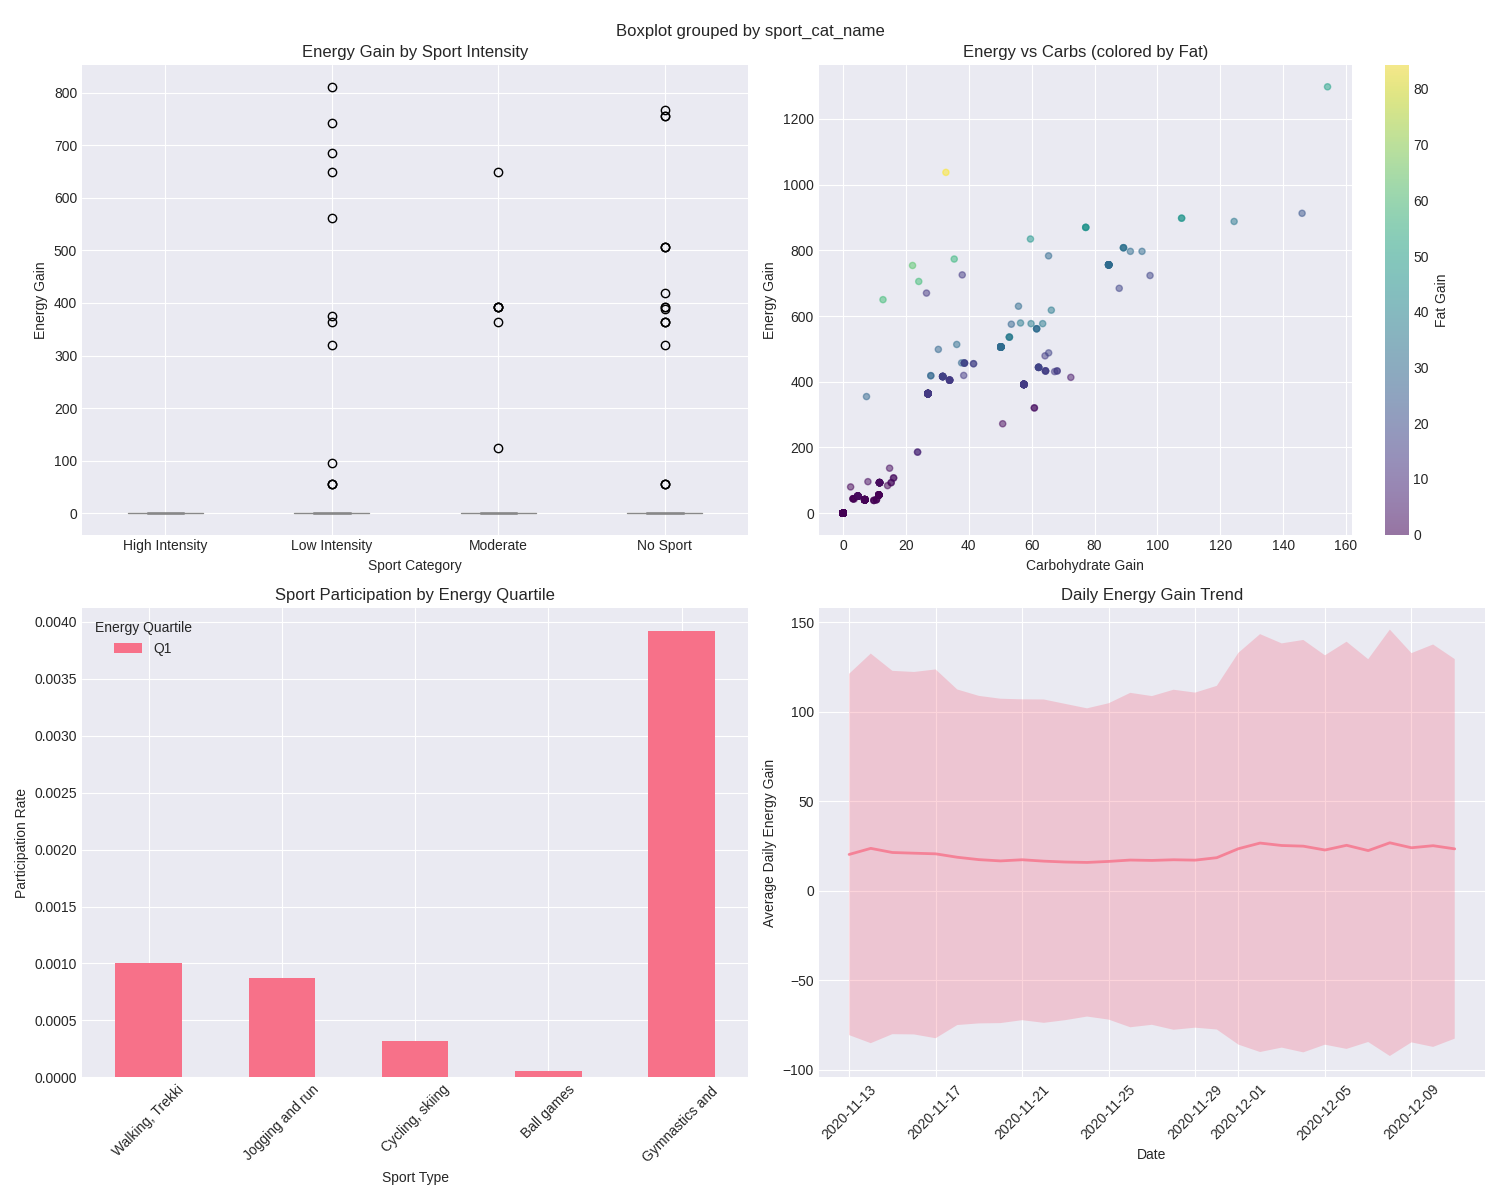 Boxplot grouped by sport_cat_name
Energy Gain by Sport Intensity
800
700
600
500
400
300
200
100
0
Energy Gain
High Intensity
Low Intensity
Moderate
No Sport
Sport Category
Energy vs Carbs (colored by Fat)
1200
1000
800
600
400
200
0
Energy Gain
0
20
40
60
80
100
120
140
160
Carbohydrate Gain
80
70
60
50
40
30
20
10
0
Fat Gain
Sport Participation by Energy Quartile
Energy Quartile
Q1
0.0040
0.0035
0.0030
0.0025
0.0020
0.0015
0.0010
0.0005
0.0000
Participation Rate
Walking, Trekki
Jogging and run
Cycling, skiing
Ball games
Gymnastics and
Sport Type
Daily Energy Gain Trend
150
100
50
0
−50
−100
Average Daily Energy Gain
2020-11-13
2020-11-17
2020-11-21
2020-11-25
2020-11-29
2020-12-01
2020-12-05
2020-12-09
Date